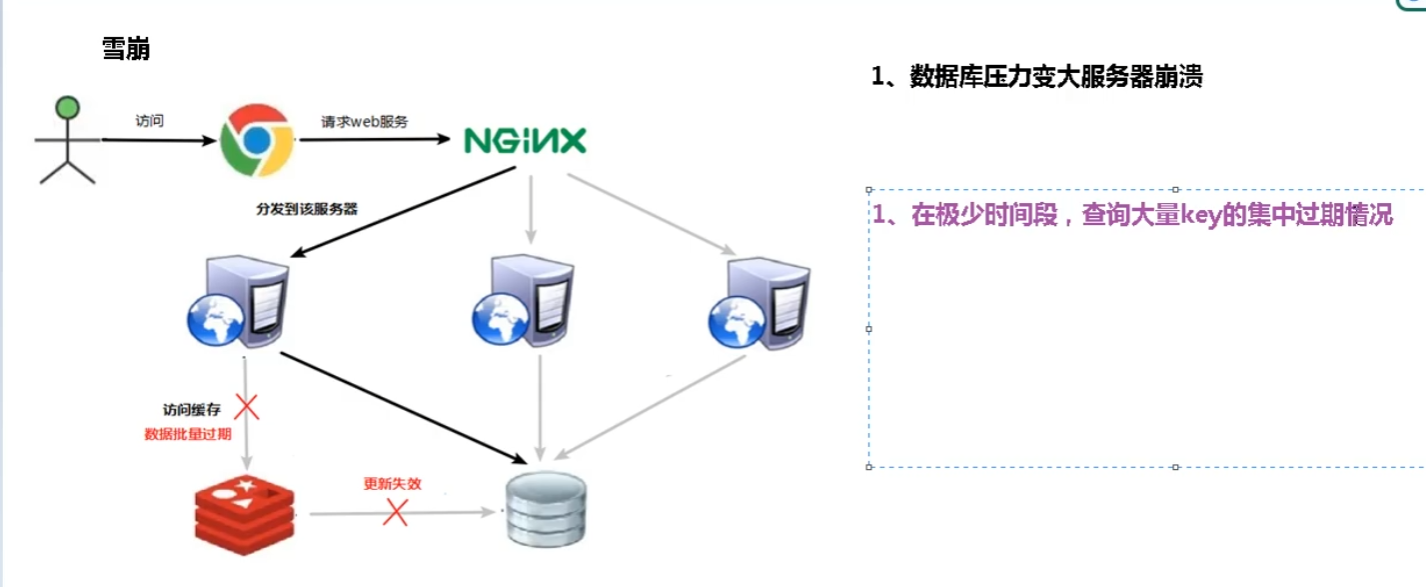 雪崩
1、数据库压力变大服务器崩溃
访问
请求web服务
NGINX
分发到该服务器
1、在极少时间段，查询大量key的集中过期情况
访问缓存
数据批量过期
更新失效